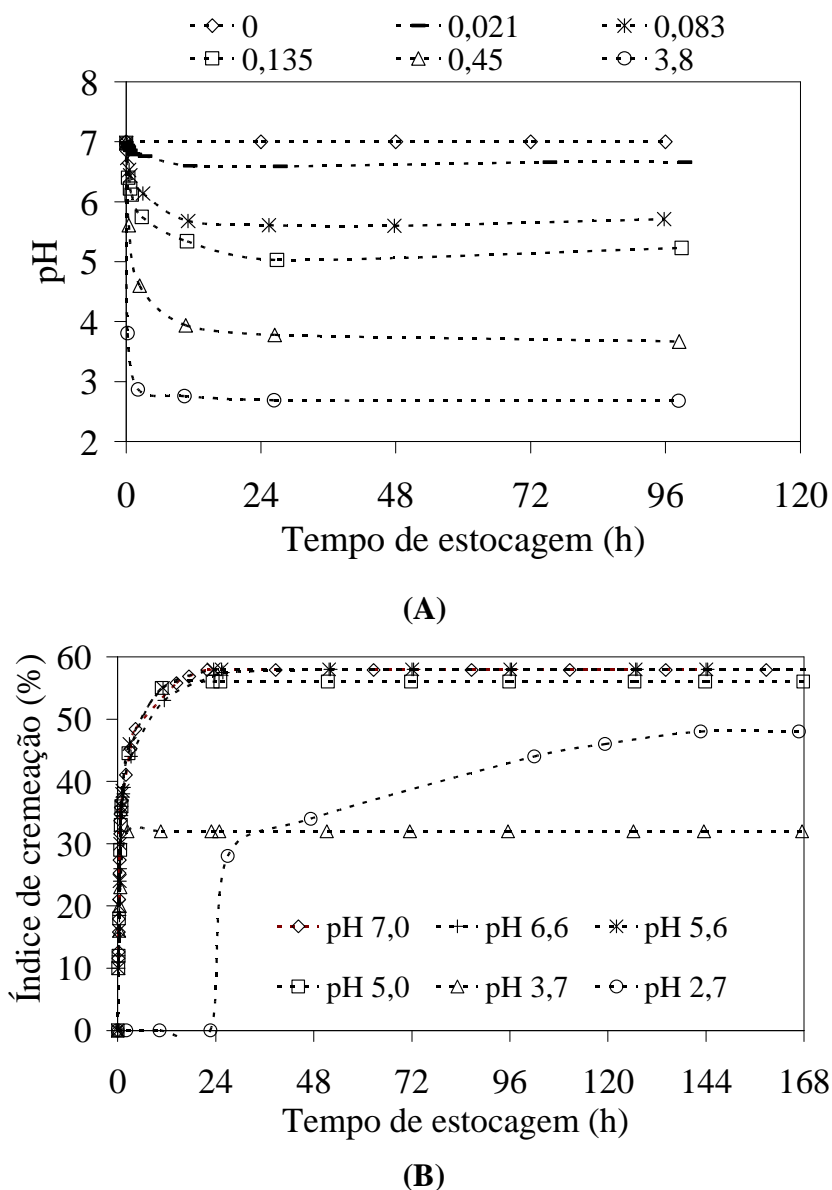 0 0,021 0,083
0,135 0,45 3,8
8
7
6
5
4
3
2
pH
0 24 48 72 96 120
Tempo de estocagem (h)
(A)
60
50
40
30
20
10
0
Índice de cremeação (%)
pH 7,0 pH 6,6 pH 5,6
pH 5,0 pH 3,7 pH 2,7
0 24 48 72 96 120 144 168
Tempo de estocagem (h)
(B)